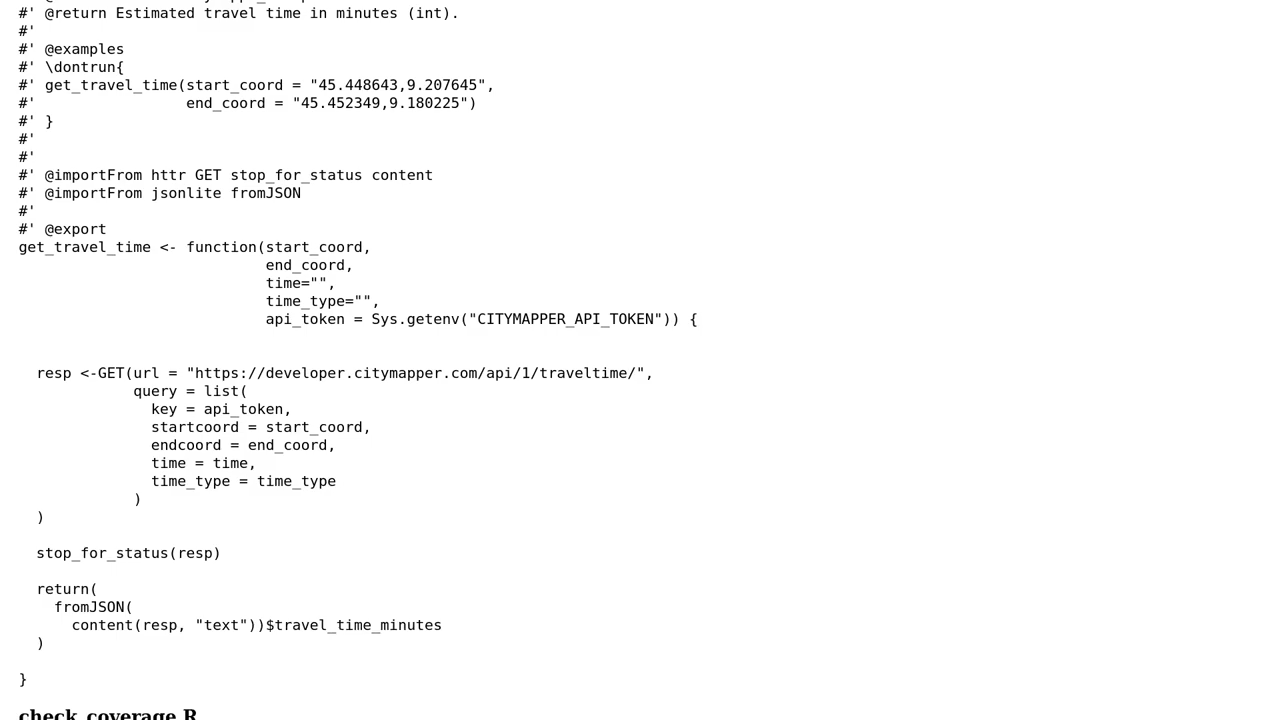 #' @return Estimated travel time in minutes (int).
#'
#' @examples
#' \dontrun{
#' get_travel_time(start_coord = "45.448643,9.207645",
#'                 end_coord = "45.452349,9.180225")
#' }
#'
#'
#' @importFrom httr GET stop_for_status content
#' @importFrom jsonlite fromJSON
#'
#' @export
get_travel_time <- function(start_coord,
                            end_coord,
                            time="",
                            time_type="",
                            api_token = Sys.getenv("CITYMAPPER_API_TOKEN")) {
  resp <-GET(url = "https://developer.citymapper.com/api/1/traveltime/",
             query = list(
               key = api_token,
               startcoord = start_coord,
               endcoord = end_coord,
               time = time,
               time_type = time_type
             )
  )
  stop_for_status(resp)
  return(
    fromJSON(
      content(resp, "text"))$travel_time_minutes
  )
}
check_coverage.R